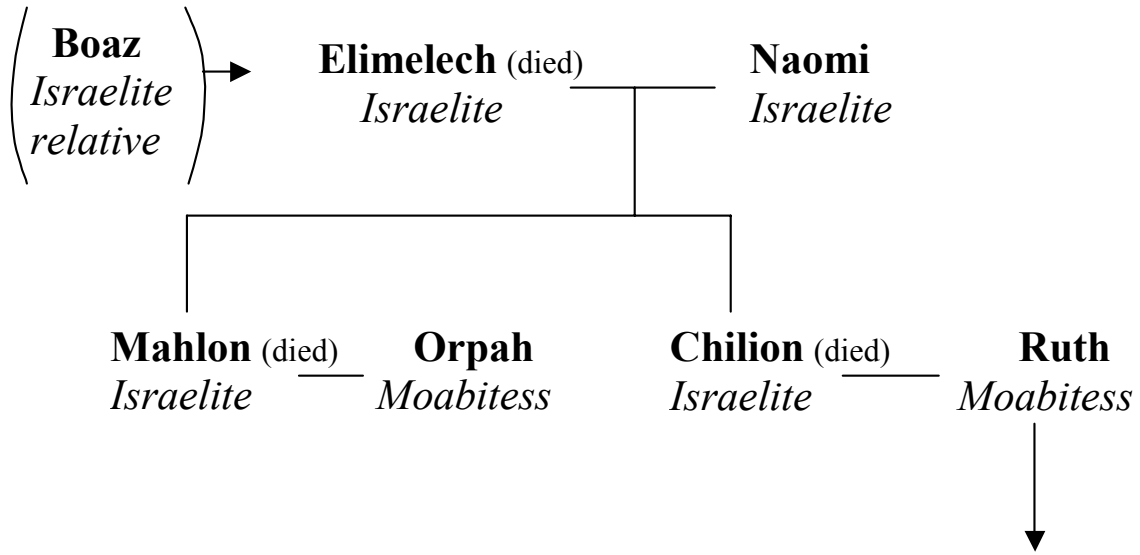 Boaz
Israelite
relative
Elimelech (died)
Israelite
Naomi
Israelite
Mahlon (died)
Israelite
Orpah
Moabitess
Chilion (died)
Israelite
Ruth
Moabitess